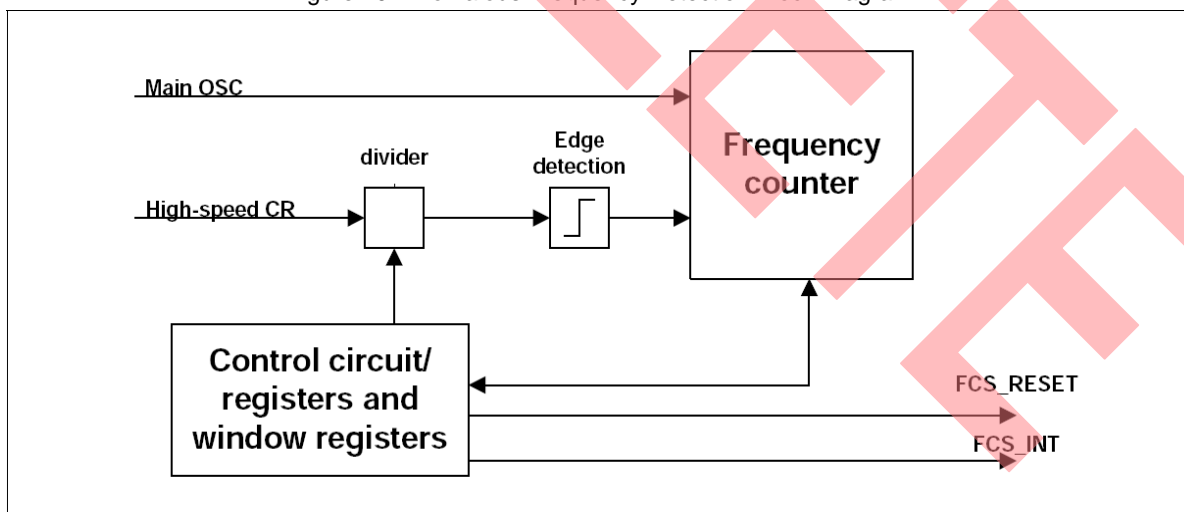 Main OSC
Frequency
counter
Edge
detection
divider
High-speed CR
Control circuit/
registers and
window registers
FCS_RESET
FCS_INT